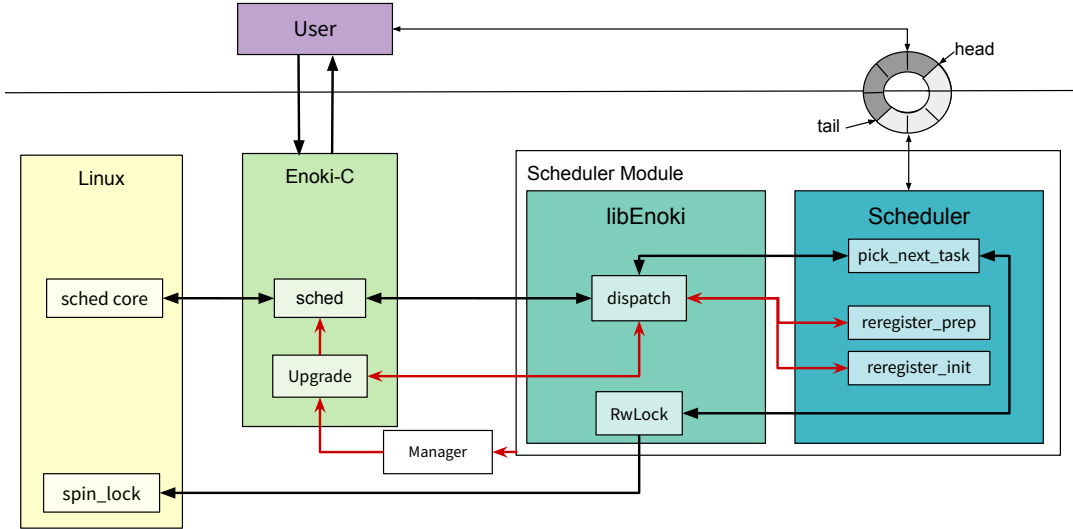 User
head
tail
Linux
Enoki-C
Scheduler Module
libEnoki
Scheduler
pick_next_task
sched core
sched
dispatch
reregister_prep
Upgrade
reregister_init
RwLock
Manager
spin_lock